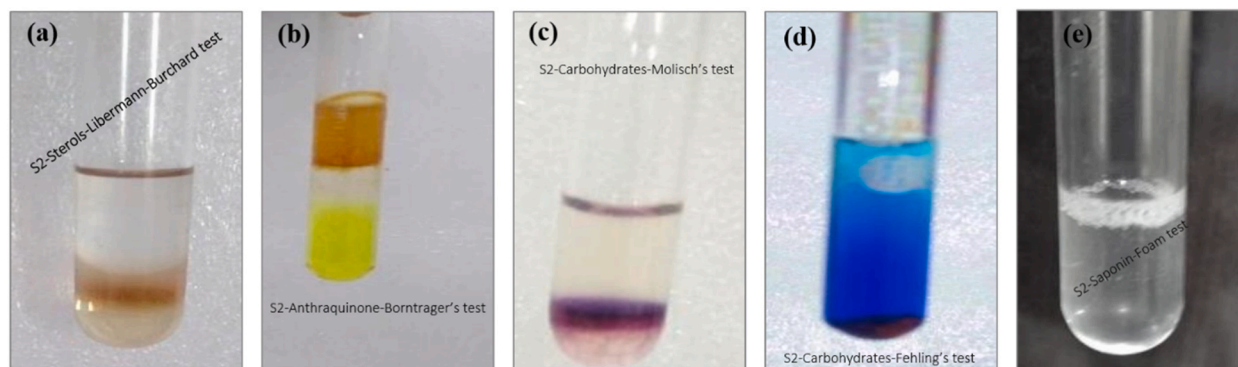 (a)
S2-Sterols-Libermann-Burchard test
(b)
S2-Anthraquinone-Borntrager's test
(c)
S2-Carbohydrates-Molisch's test
(d)
S2-Carbohydrates-Fehling's test
(e)
S2-Saponin-Foam test